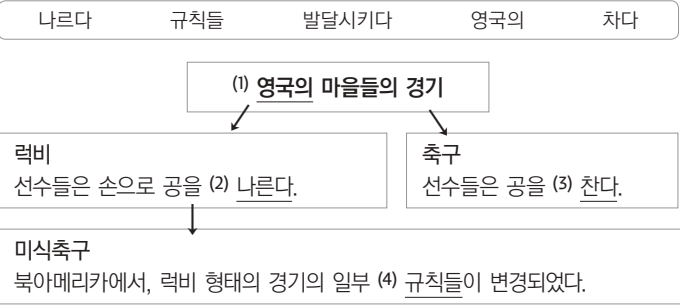 나르다 규칙들 발달시키다 영국의 차다
(1) 영국의 마을들의 경기
럭비
선수들은 손으로 공을 (2) 나른다.
축구
선수들은 공을 (3) 찬다.
미식축구
북아메리카에서, 럭비 형태의 경기의 일부 (4) 규칙들이 변경되었다.